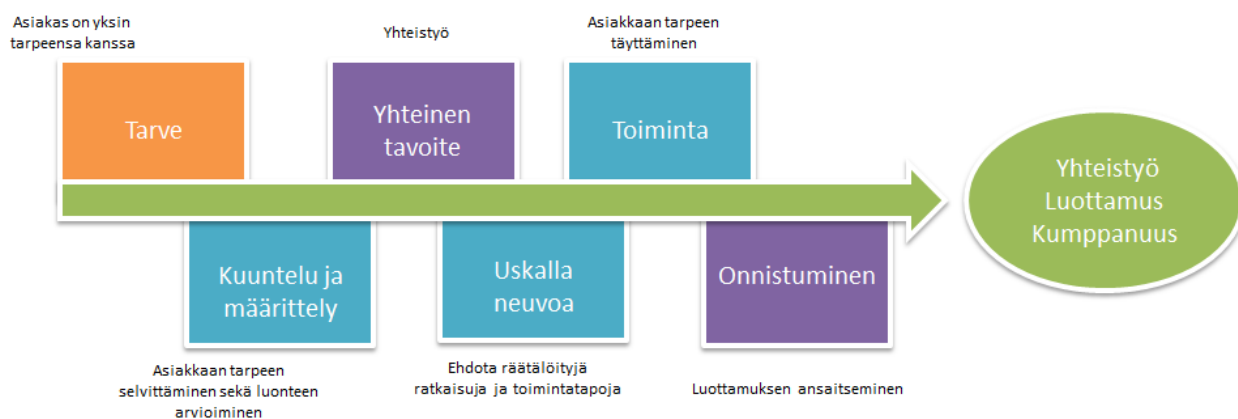 Asiakas on yksin
tarpeensa kanssa
Tarve
Kuuntelu ja
määrittely
Asiakkaan tarpeen
selvittäminen sekä luonteen
arvioiminen
Yhteistyö
Yhteinen
tavoite
Uskalla
neuvoa
Ehdota räätälöityjä
ratkaisuja ja toimintatapoja
Asiakkaan tarpeen
täyttäminen
Toiminta
Onnistuminen
Luottamuksen ansaitseminen
Yhteistyö
Luottamus
Kumppanuus